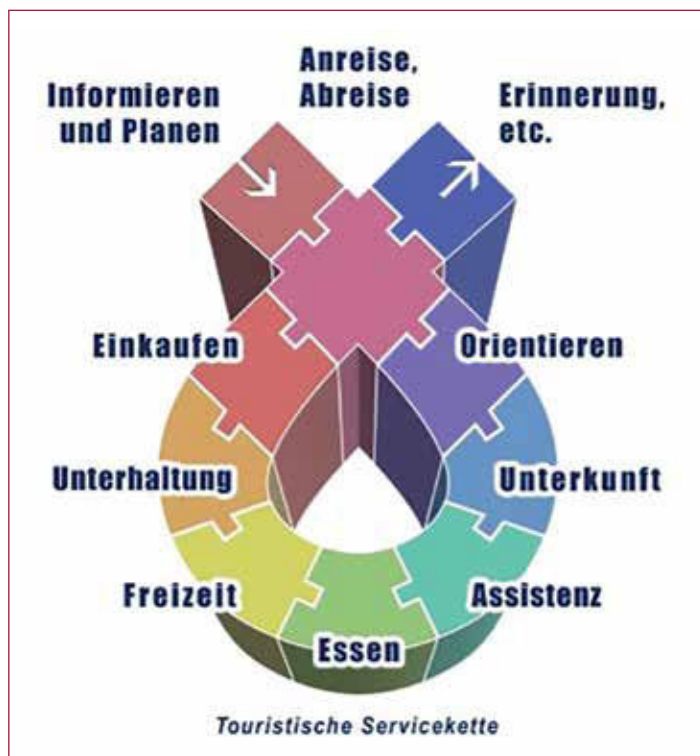 Informieren
und Planen
Anreise,
Abreise
Erinnerung,
etc.
Einkaufen
Orientieren
Unterhaltung
Unterkunft
Freizeit
Assistenz
Essen
Touristische Servicekette